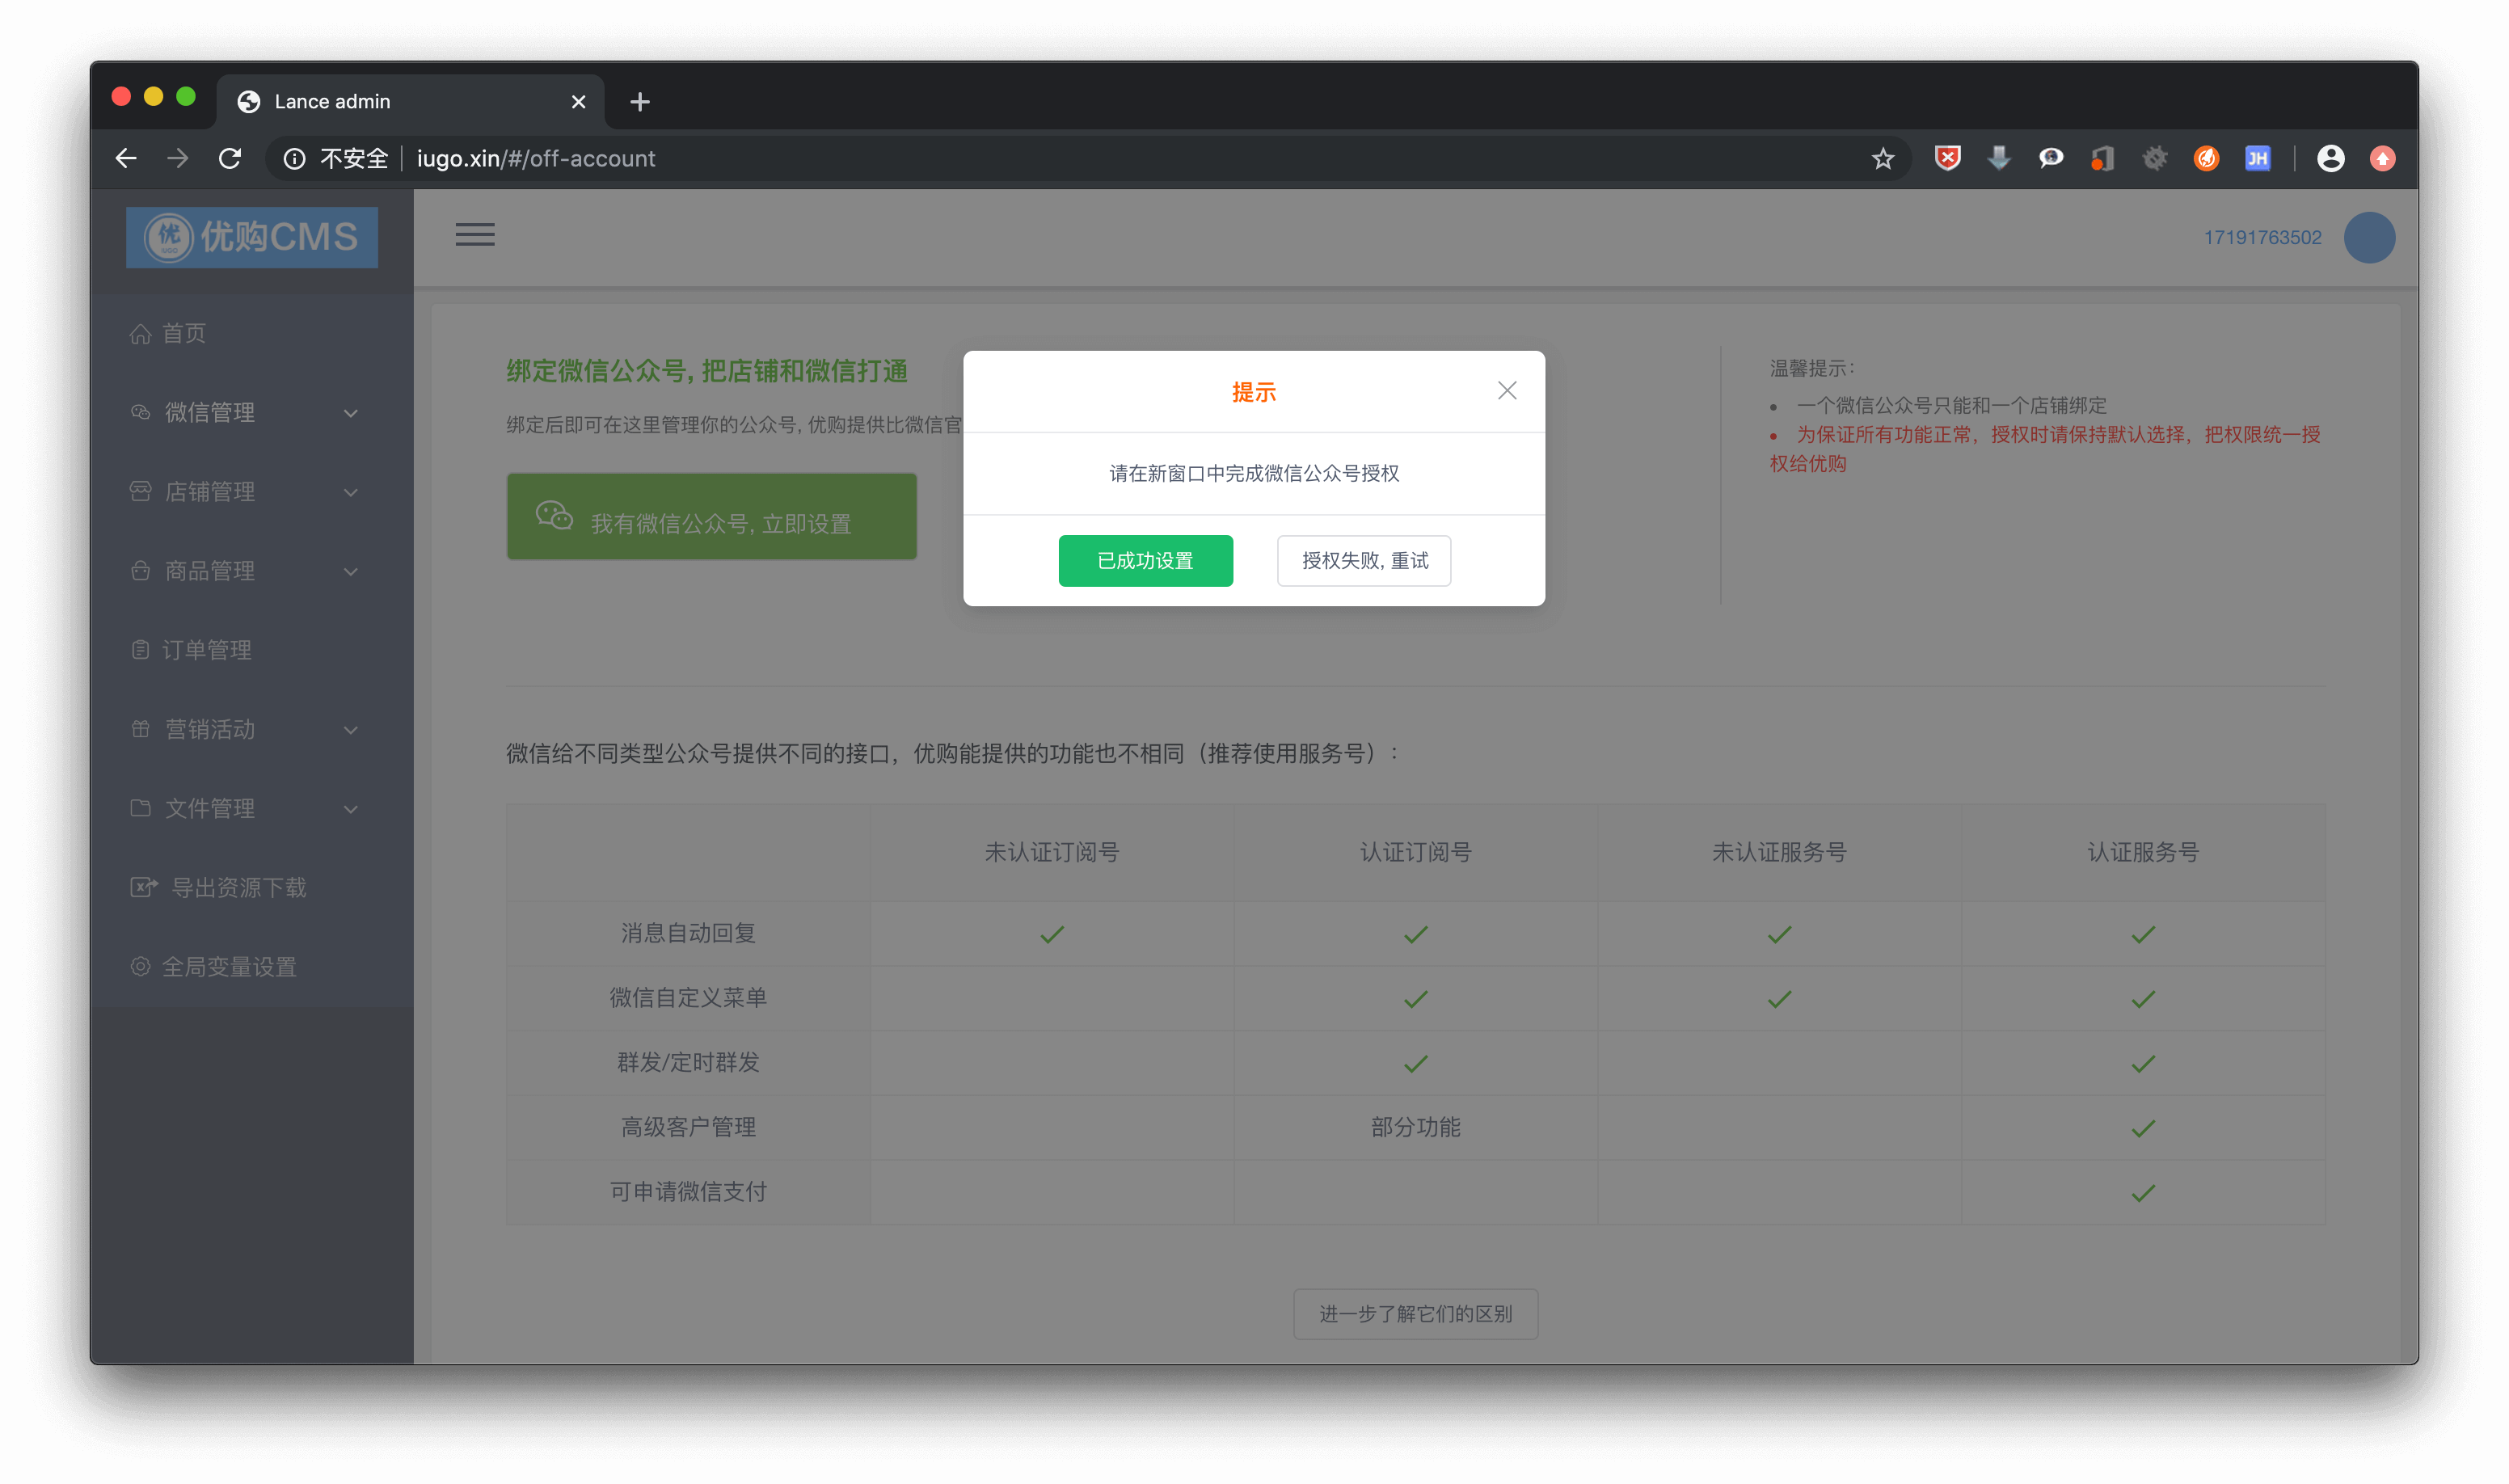 Lance admin
不安全
iugo.xin/#/off-account
JH
优
优购CMS
17191763502
首页
微信管理
店铺管理
商品管理
订单管理
营销活动
文件管理
导出资源下载
全局变量设置
绑定微信公众号, 把店铺和微信打通
绑定后即可在这里管理你的公众号, 优购提供比微信官
我有微信公众号, 立即设置
提示
请在新窗口中完成微信公众号授权
已成功设置
授权失败, 重试
温馨提示：
一个微信公众号只能和一个店铺绑定
为保证所有功能正常，授权时请保持默认选择，把权限统一授
权给优购
微信给不同类型公众号提供不同的接口，优购能提供的功能也不相同（推荐使用服务号）：
未认证订阅号 认证订阅号 未认证服务号 认证服务号
消息自动回复
微信自定义菜单
群发/定时群发
高级客户管理 部分功能
可申请微信支付
进一步了解它们的区别